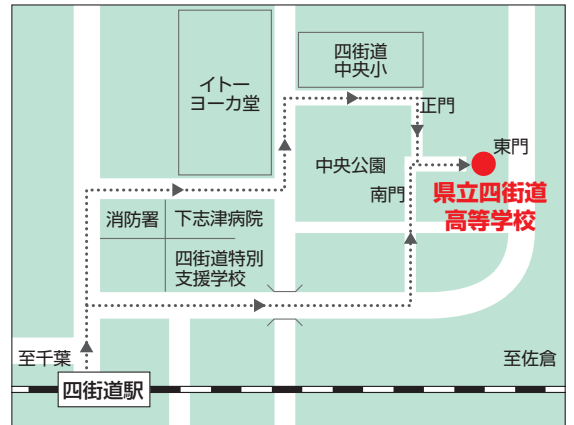 四街道
中央小
イトー
ヨーカ堂
正門
東門
中央公園
南門
県立四街道
高等学校
消防署
下志津病院
四街道特別
支援学校
至千葉
至佐倉
四街道駅